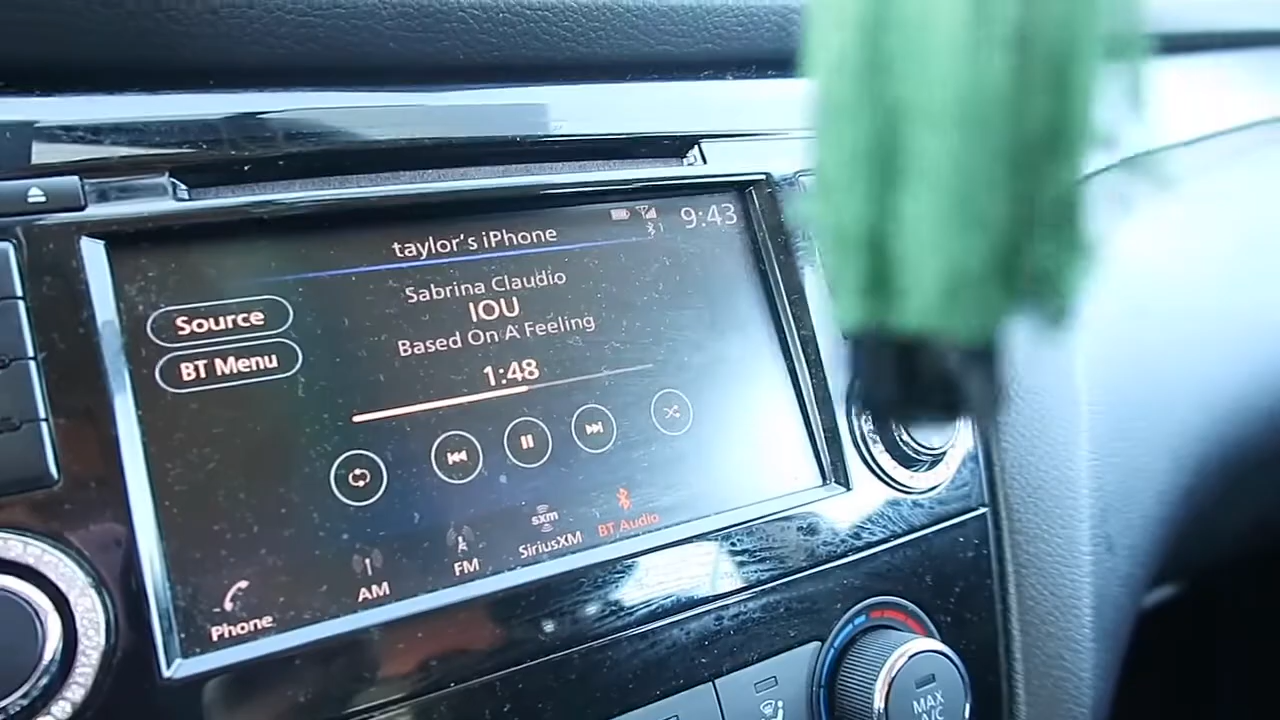 9:43
taylor's iPhone
1
Sabrina Claudio
IOU
Based On A Feeling
Source
BT Menu
1:48
Phone
AM
FM
sxm
SiriusXM
BT Audio
MAX
A/C